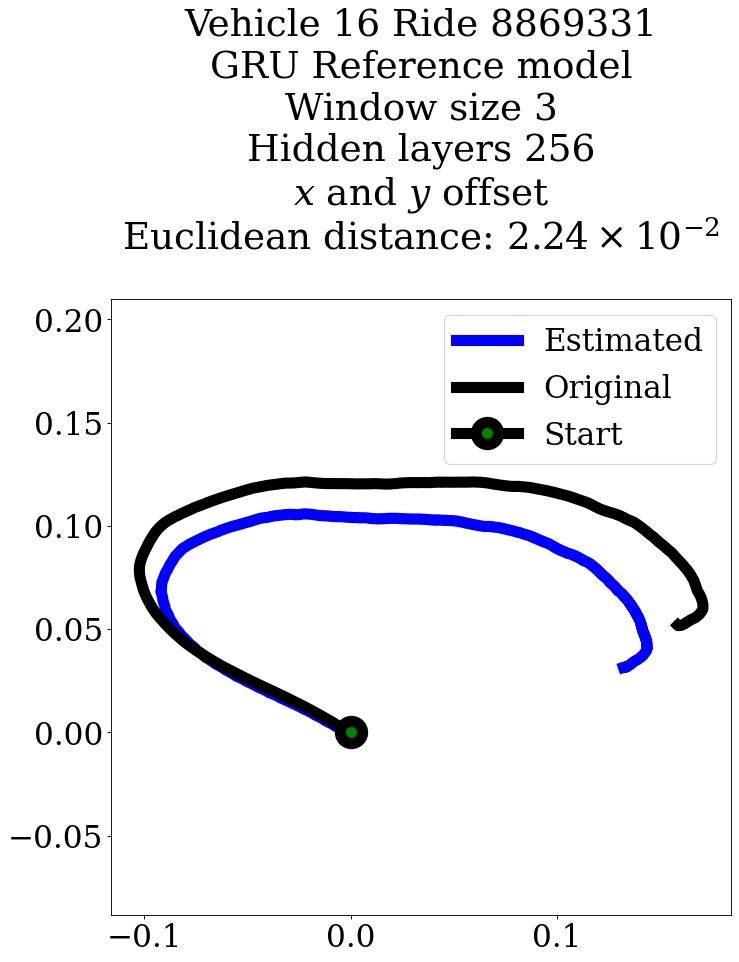 Vehicle 16 Ride 8869331
GRU Reference model
Window size 3
Hidden layers 256
x and y offset
Euclidean distance: 2.24 × 10⁻²
0.20
0.15
0.10
0.05
0.00
−0.05
−0.1
0.0
0.1
Estimated
Original
Start